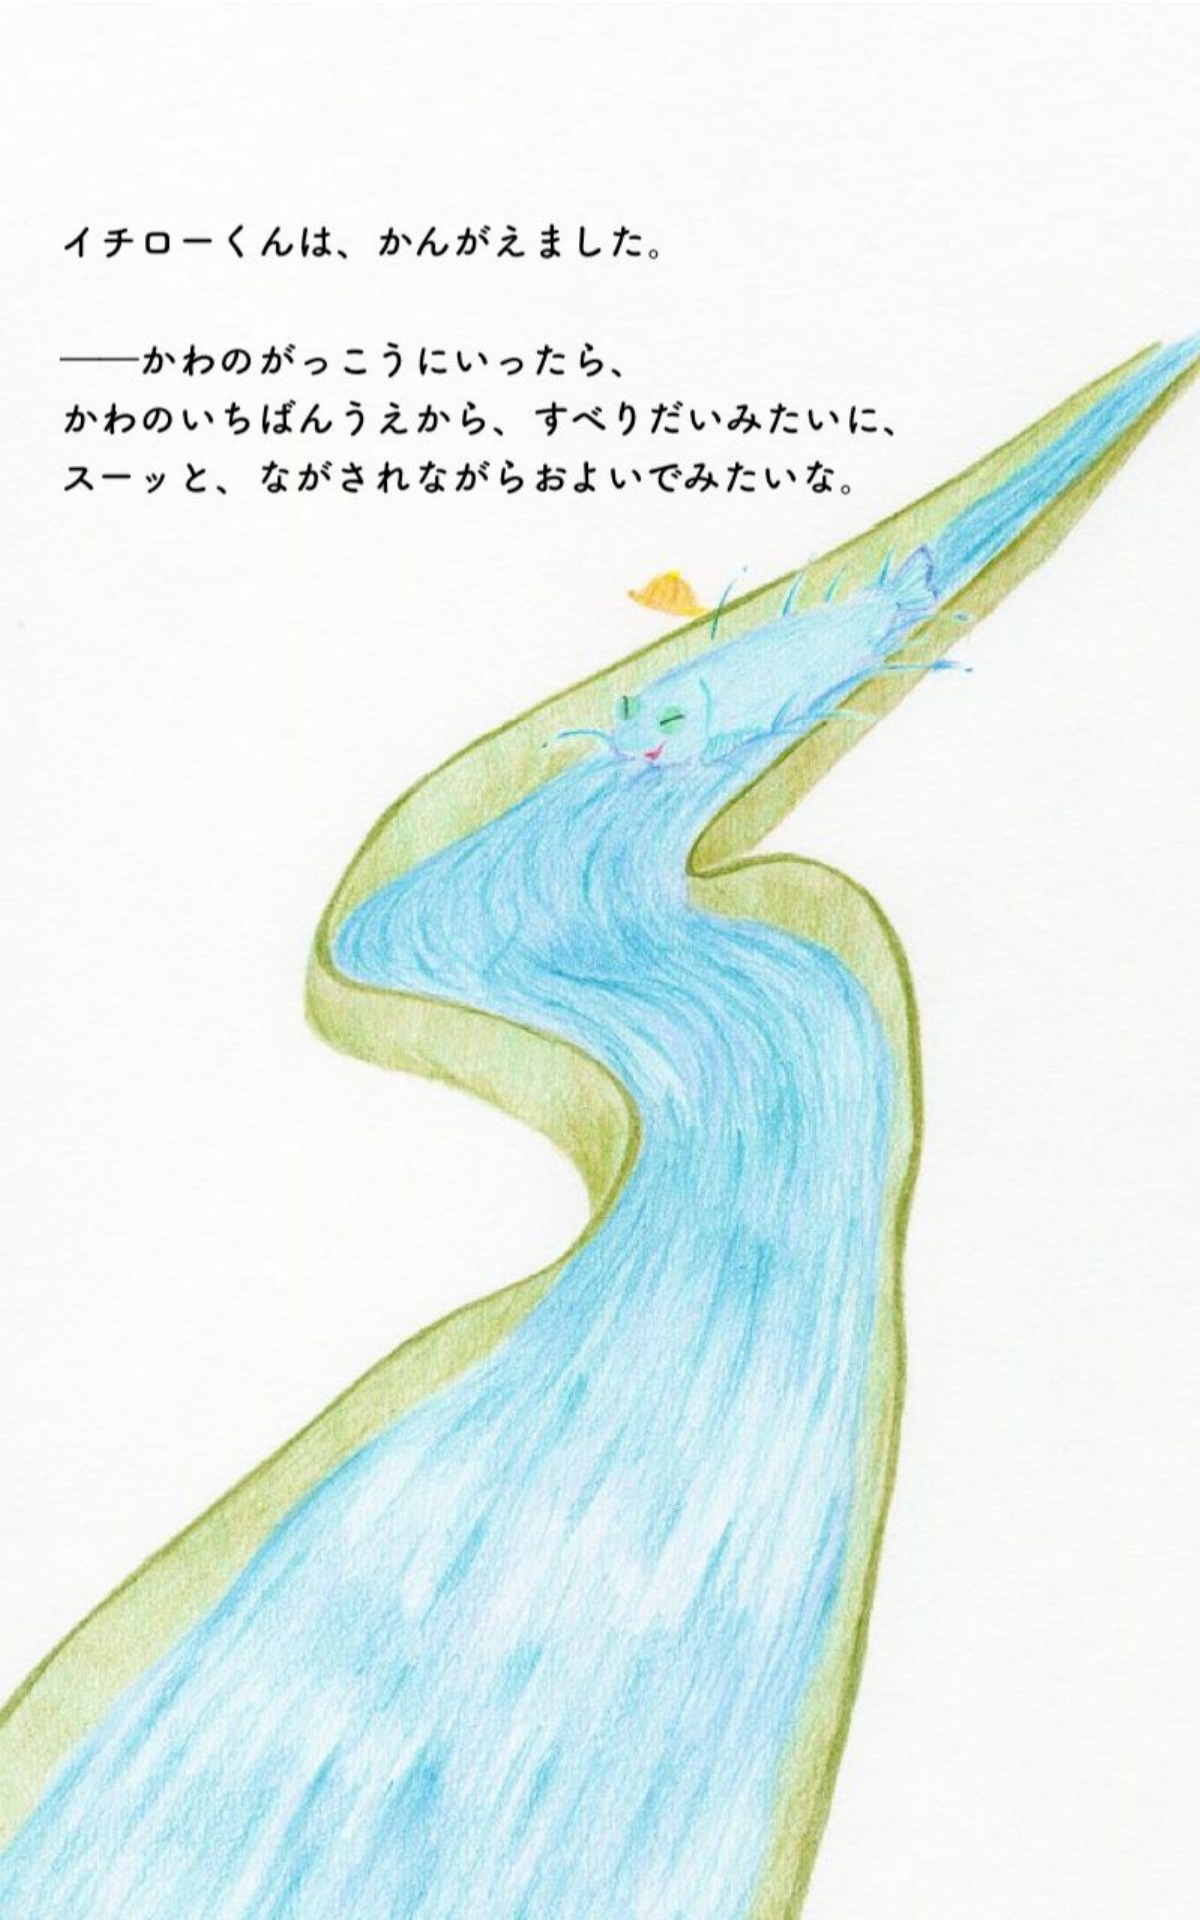 イチローくんは、かんがえました。
――かわのがっこうにいったら、
かわのいちばんうえから、すべりだいみたいに、
スーッと、ながされながらおよいでみたいな。